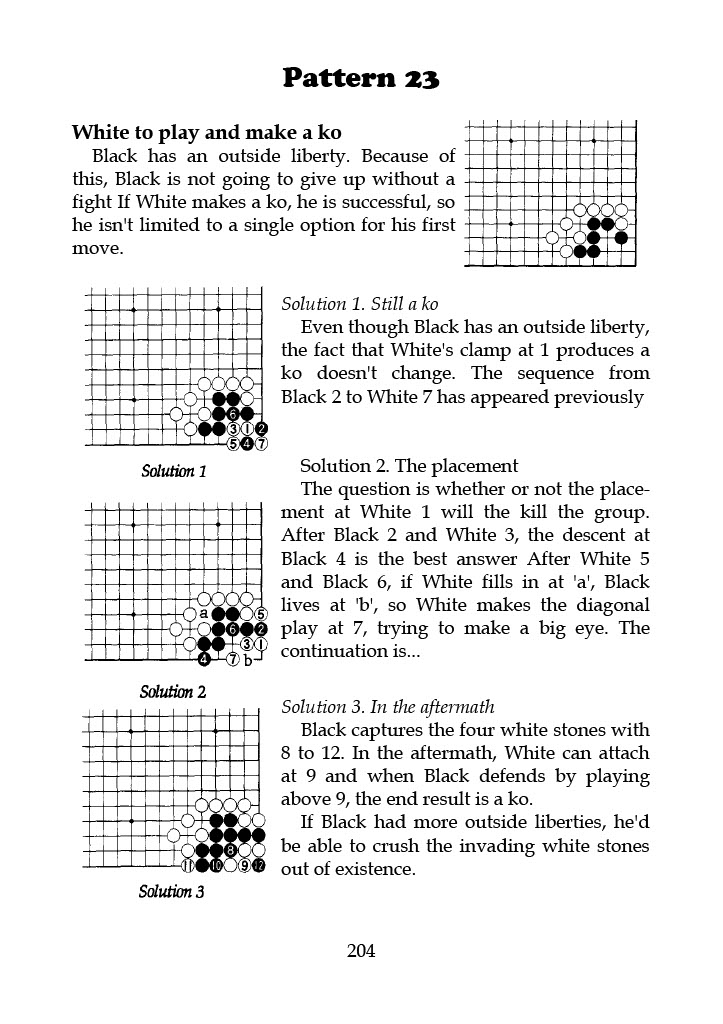 Pattern 23
White to play and make a ko
Black has an outside liberty. Because of
this, Black is not going to give up without a
fight If White makes a ko, he is successful, so
he isn't limited to a single option for his first
move.
Solution 1. Still a ko
Even though Black has an outside liberty,
the fact that White's clamp at 1 produces a
ko doesn't change. The sequence from
Black 2 to White 7 has appeared previously
6
3 1 2
5 4 7
Solution 1
Solution 2. The placement
The question is whether or not the place-
ment at White 1 will the kill the group.
After Black 2 and White 3, the descent at
Black 4 is the best answer After White 5
and Black 6, if White fills in at 'a', Black
lives at 'b', so White makes the diagonal
play at 7, trying to make a big eye. The
continuation is...
a 5
6 2
3 1
4 7 b
Solution 2
Solution 3. In the aftermath
Black captures the four white stones with
8 to 12. In the aftermath, White can attach
at 9 and when Black defends by playing
above 9, the end result is a ko.
If Black had more outside liberties, he'd
be able to crush the invading white stones
out of existence.
8
11 10 9 12
Solution 3
204